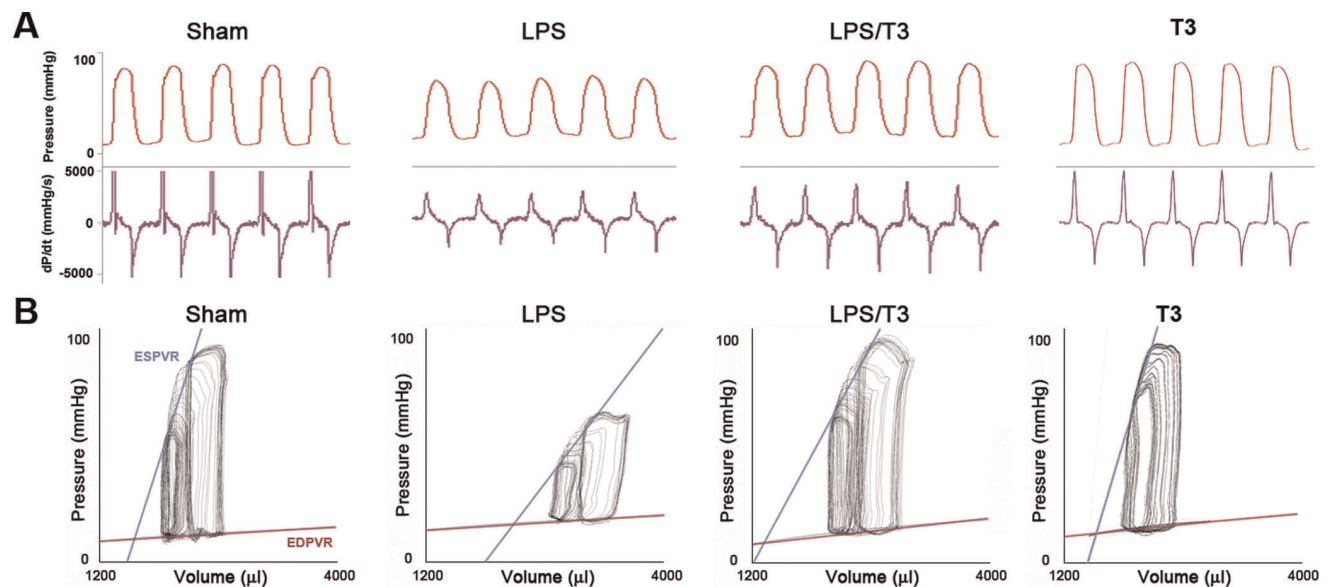 A
Sham
LPS
LPS/T3
T3
100
Pressure (mmHg)
0
5000
dP/dt (mmHg/s)
0
-5000
B
Sham
LPS
LPS/T3
T3
100
ESPVR
Pressure (mmHg)
EDPVR
0
1200
Volume (µl)
4000
100
Pressure (mmHg)
0
1200
Volume (µl)
4000
100
Pressure (mmHg)
0
1200
Volume (µl)
4000
100
Pressure (mmHg)
0
1200
Volume (µl)
4000